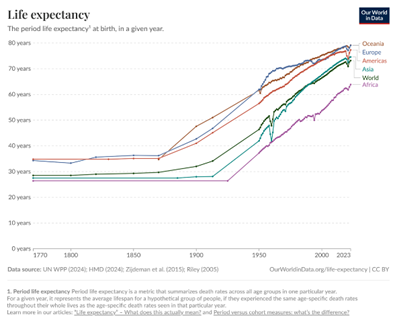 Life expectancy
The period life expectancy¹ at birth, in a given year.
Our World
in Data
80 years
70 years
60 years
50 years
40 years
30 years
20 years
10 years
0 years
Oceania
Europe
Americas
Asia
World
Africa
1770
1800
1850
1900
1950
2000
2023
Data source: UN WPP (2024); HMD (2024); Zijdeman et al. (2015); Riley (2005)
OurWorldinData.org/life-expectancy | CC BY
1. Period life expectancy Period life expectancy is a metric that summarizes death rates across all age groups in one particular year.
For a given year, it represents the average lifespan for a hypothetical group of people, if they experienced the same age-specific death rates
throughout their whole lives as the age-specific death rates seen in that particular year.
Learn more in our articles: "Life expectancy" – What does this actually mean? and Period versus cohort measures: what's the difference?